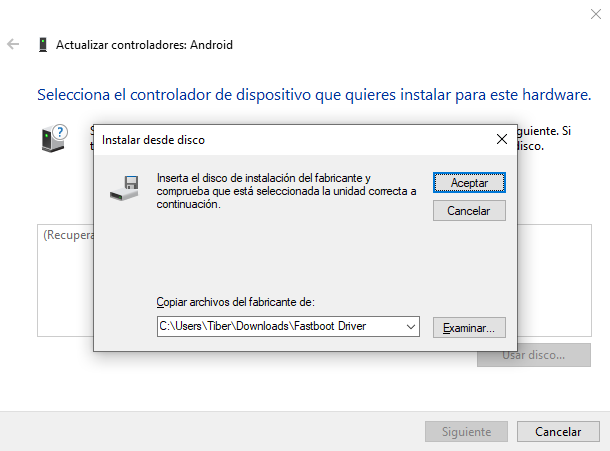 Actualizar controladores: Android
Selecciona el controlador de dispositivo que quieres instalar para este hardware.
guiente. Si
disco.
Instalar desde disco
Inserta el disco de instalación del fabricante y
comprueba que está seleccionada la unidad correcta a
continuación.
Aceptar
Cancelar
(Recupera
Copiar archivos del fabricante de:
C:\Users\Tiber\Downloads\Fastboot Driver
Examinar...
Usar disco...
Siguiente
Cancelar